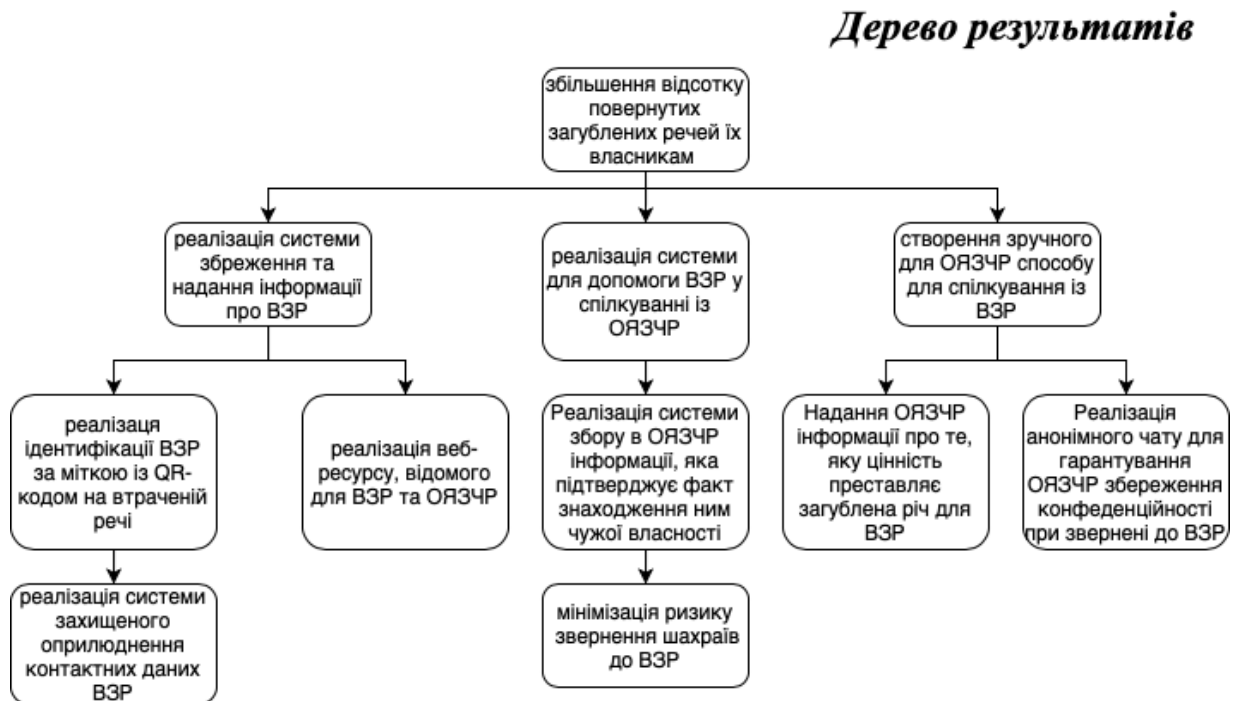 Дерево результатів
збільшення відсотку
повернутих
загублених речей їх
власникам
реалізація системи
збреження та
надання інформації
про ВЗР
реалізація системи
для допомоги ВЗР у
спілкуванні із
ОЯЗЧР
створення зручного
для ОЯЗЧР способу
для спілкування із
ВЗР
реалізаця
ідентифікації ВЗР
за міткою із QR-
кодом на втраченій
речі
реалізація веб-
ресурсу, відомого
для ВЗР та ОЯЗЧР
Реалізація системи
збору в ОЯЗЧР
інформації, яка
підтверджує факт
знаходження ним
чужої власності
Надання ОЯЗЧР
інформації про те,
яку цінність
преставляє
загублена річ для
ВЗР
Реалізація
анонімного чату для
гарантування
ОЯЗЧР збереження
конфеденційності
при звернені до ВЗР
реалізація системи
захищеного
оприлюднення
контактних даних
ВЗР
мінімізація ризику
звернення шахраїв
до ВЗР